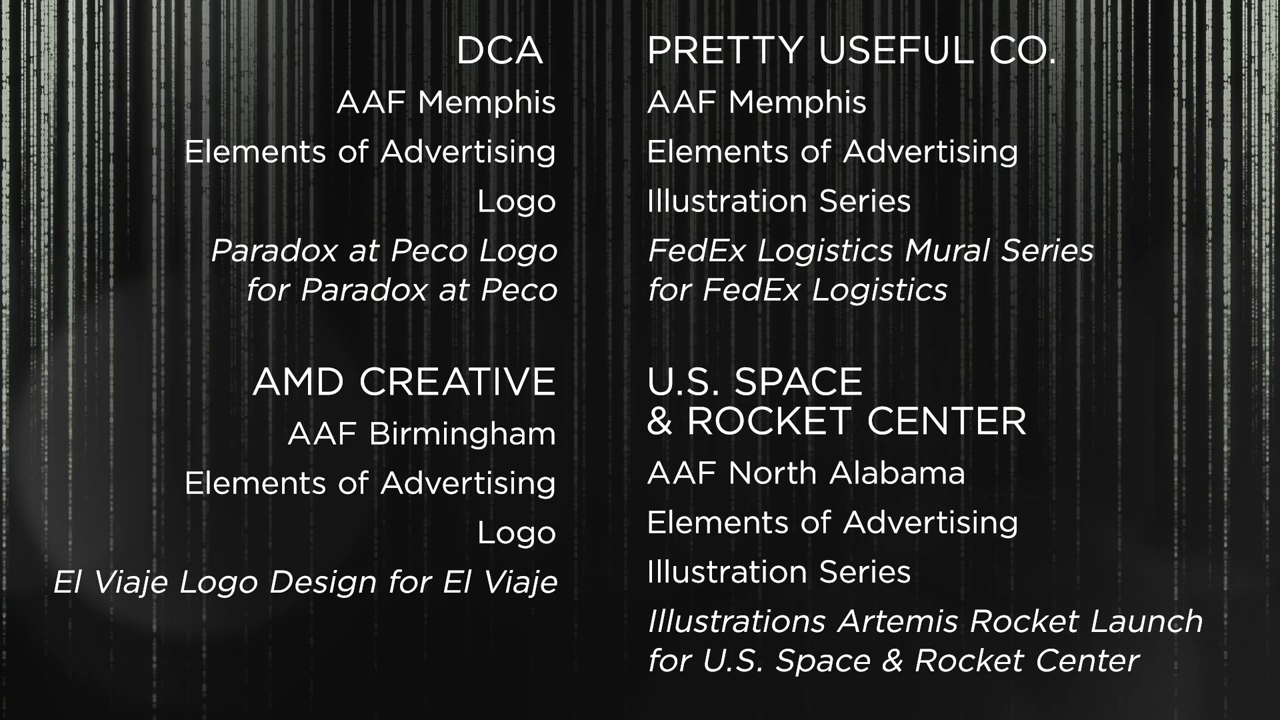 DCA
AAF Memphis
Elements of Advertising
Logo
Paradox at Peco Logo
for Paradox at Peco
PRETTY USEFUL CO.
AAF Memphis
Elements of Advertising
Illustration Series
FedEx Logistics Mural Series
for FedEx Logistics
AMD CREATIVE
AAF Birmingham
Elements of Advertising
Logo
El Viaje Logo Design for El Viaje
U.S. SPACE
& ROCKET CENTER
AAF North Alabama
Elements of Advertising
Illustration Series
Illustrations Artemis Rocket Launch
for U.S. Space & Rocket Center